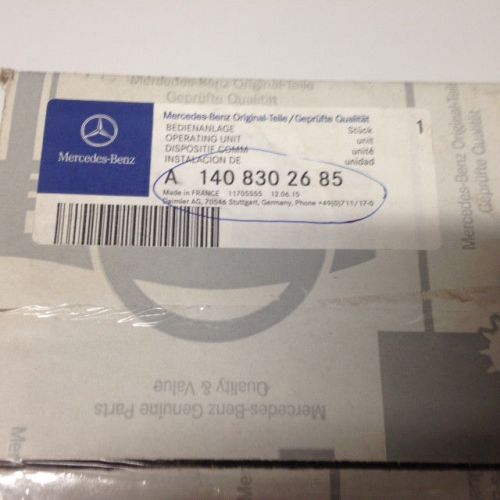 Mercedes-Benz Original-Teile
Geprüfte Qualität
Mercedes-Benz
Mercedes-Benz Original-Teile/Geprüfte Qualität
BEDIENANLAGE Stück 1
OPERATING UNIT unit
DISPOSITIF COMM unité
INSTALACION DE unidad
A 140 830 26 85
Made in FRANCE 11705555 12.06.15
Daimler AG, 70546 Stuttgart, Germany, Phone +49(0)711/17-0
Quality & Value
Mercedes-Benz Genuine Parts